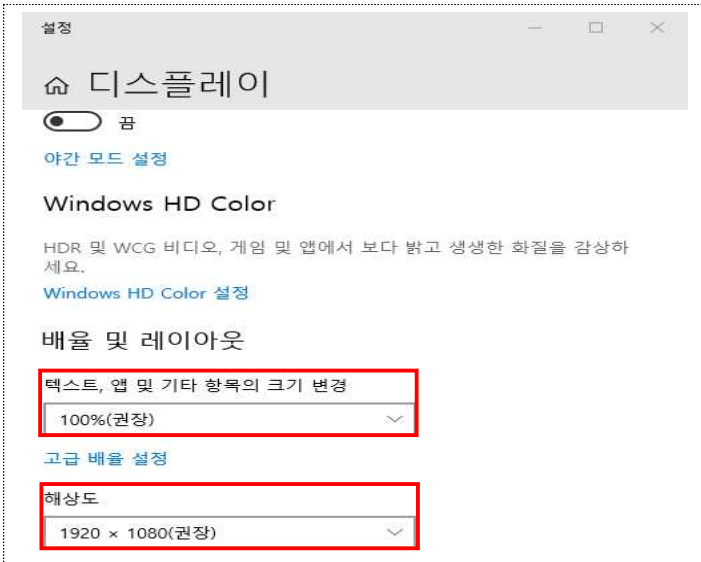 설정
디스플레이
끔
야간 모드 설정
Windows HD Color
HDR 및 WCG 비디오, 게임 및 앱에서 보다 밝고 생생한 화질을 감상하
세요.
Windows HD Color 설정
배율 및 레이아웃
텍스트, 앱 및 기타 항목의 크기 변경
100%(권장)
고급 배율 설정
해상도
1920 × 1080(권장)